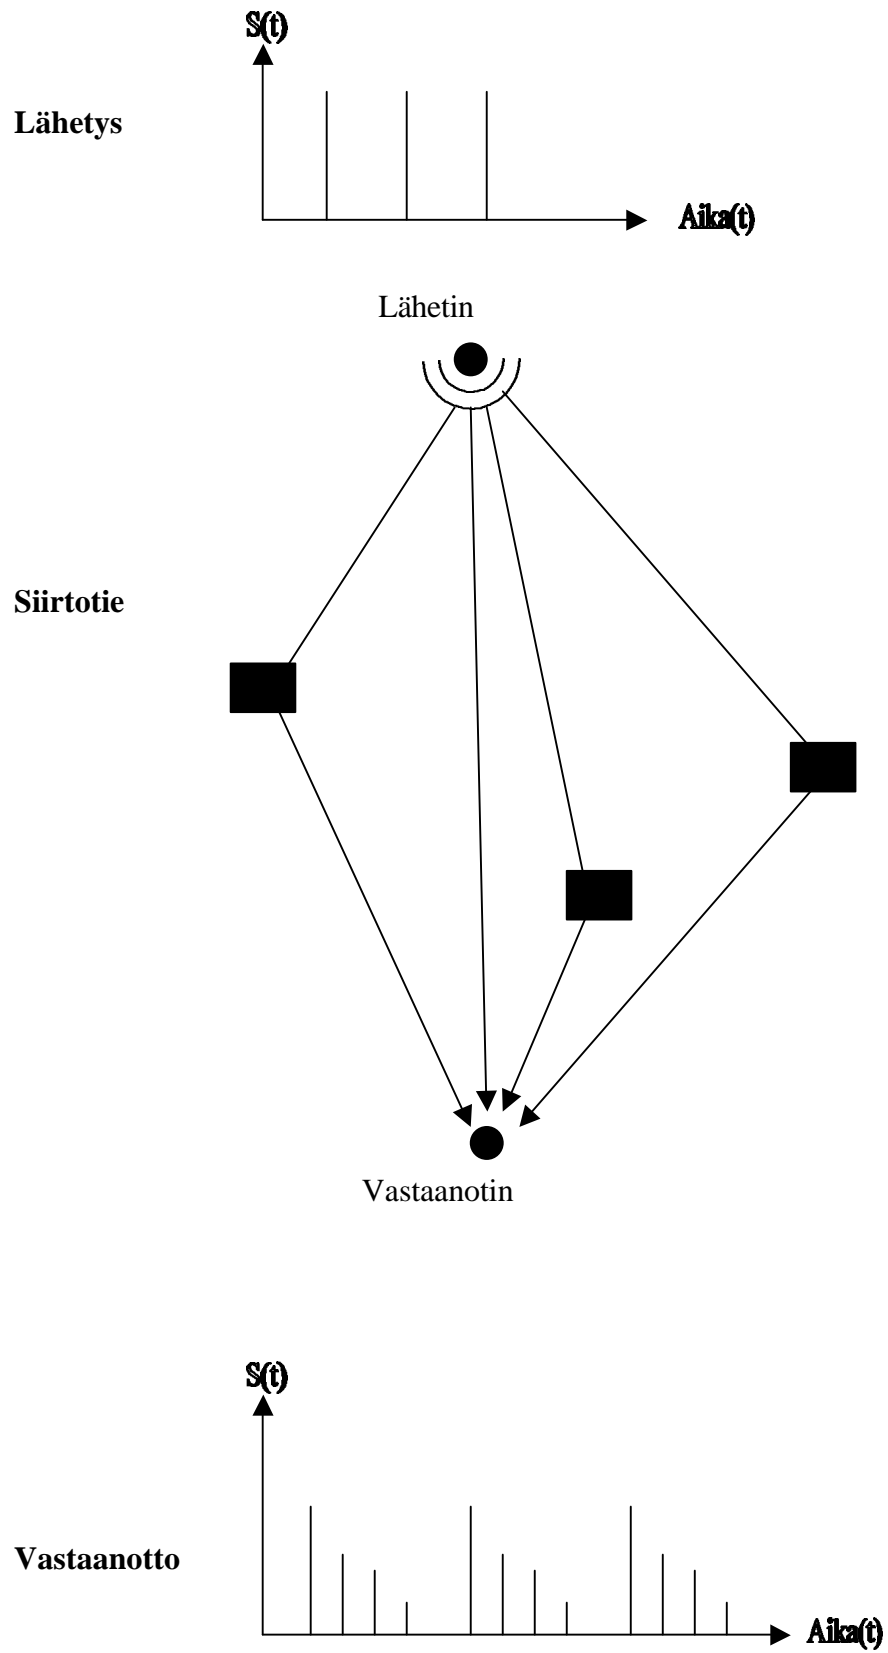 S(t)
Lähetys
Aika(t)
Lähetin
Siirtotie
Vastaanotin
S(t)
Vastaanotto
Aika(t)